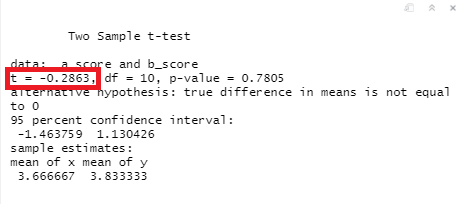 Two Sample t-test
data: a_score and b_score
t = -0.2863, df = 10, p-value = 0.7805
alternative hypothesis: true difference in means is not equal
to 0
95 percent confidence interval:
-1.463759 1.130426
sample estimates:
mean of x mean of y
3.666667 3.833333